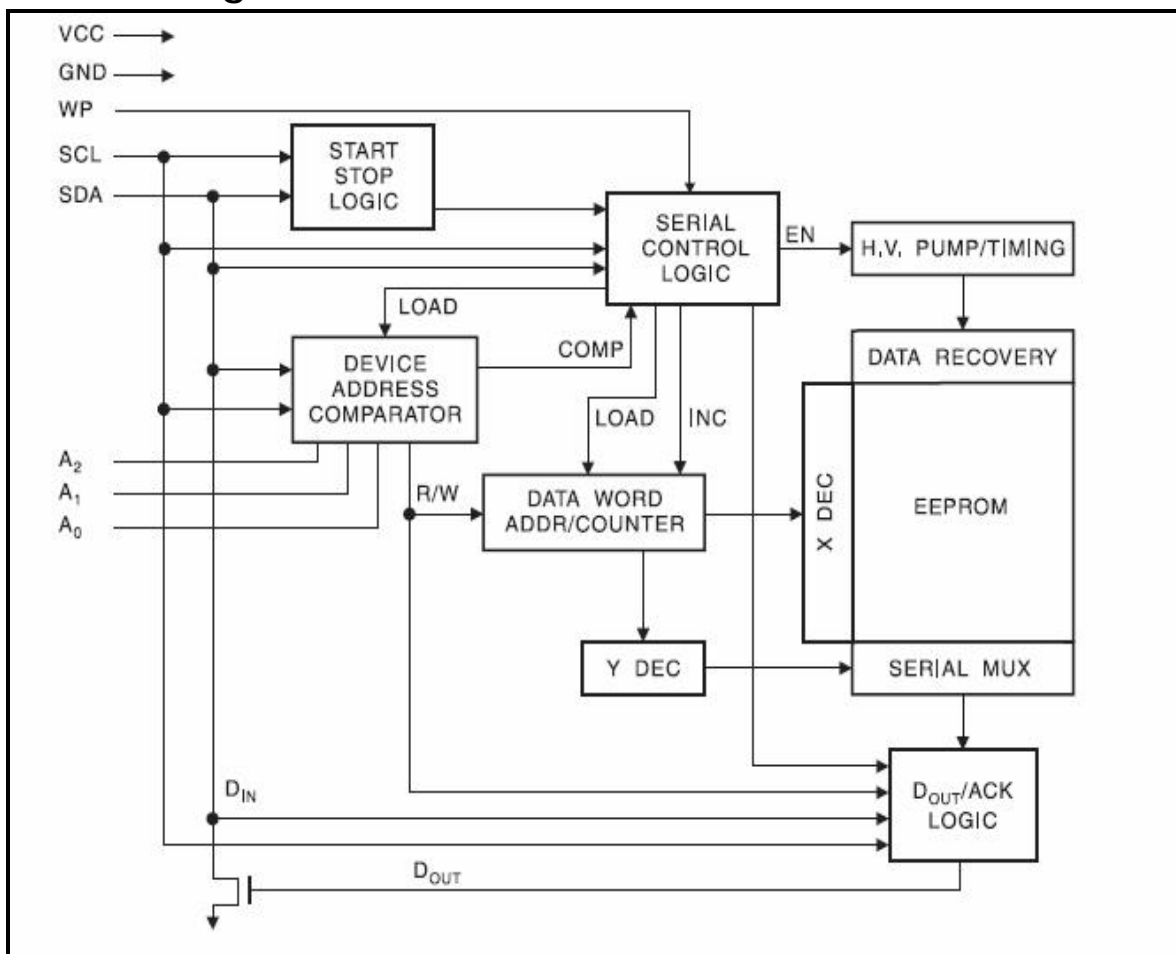 VCC
GND
WP
SCL
SDA
START
STOP
LOGIC
SERIAL
CONTROL
LOGIC
EN
H.V. PUMP/TIMING
LOAD
COMP
DEVICE
ADDRESS
COMPARATOR
DATA RECOVERY
LOAD
INC
A2
A1
A0
R/W
DATA WORD
ADDR/COUNTER
X DEC
EEPROM
Y DEC
SERIAL MUX
DIN
DOUT/ACK
LOGIC
DOUT